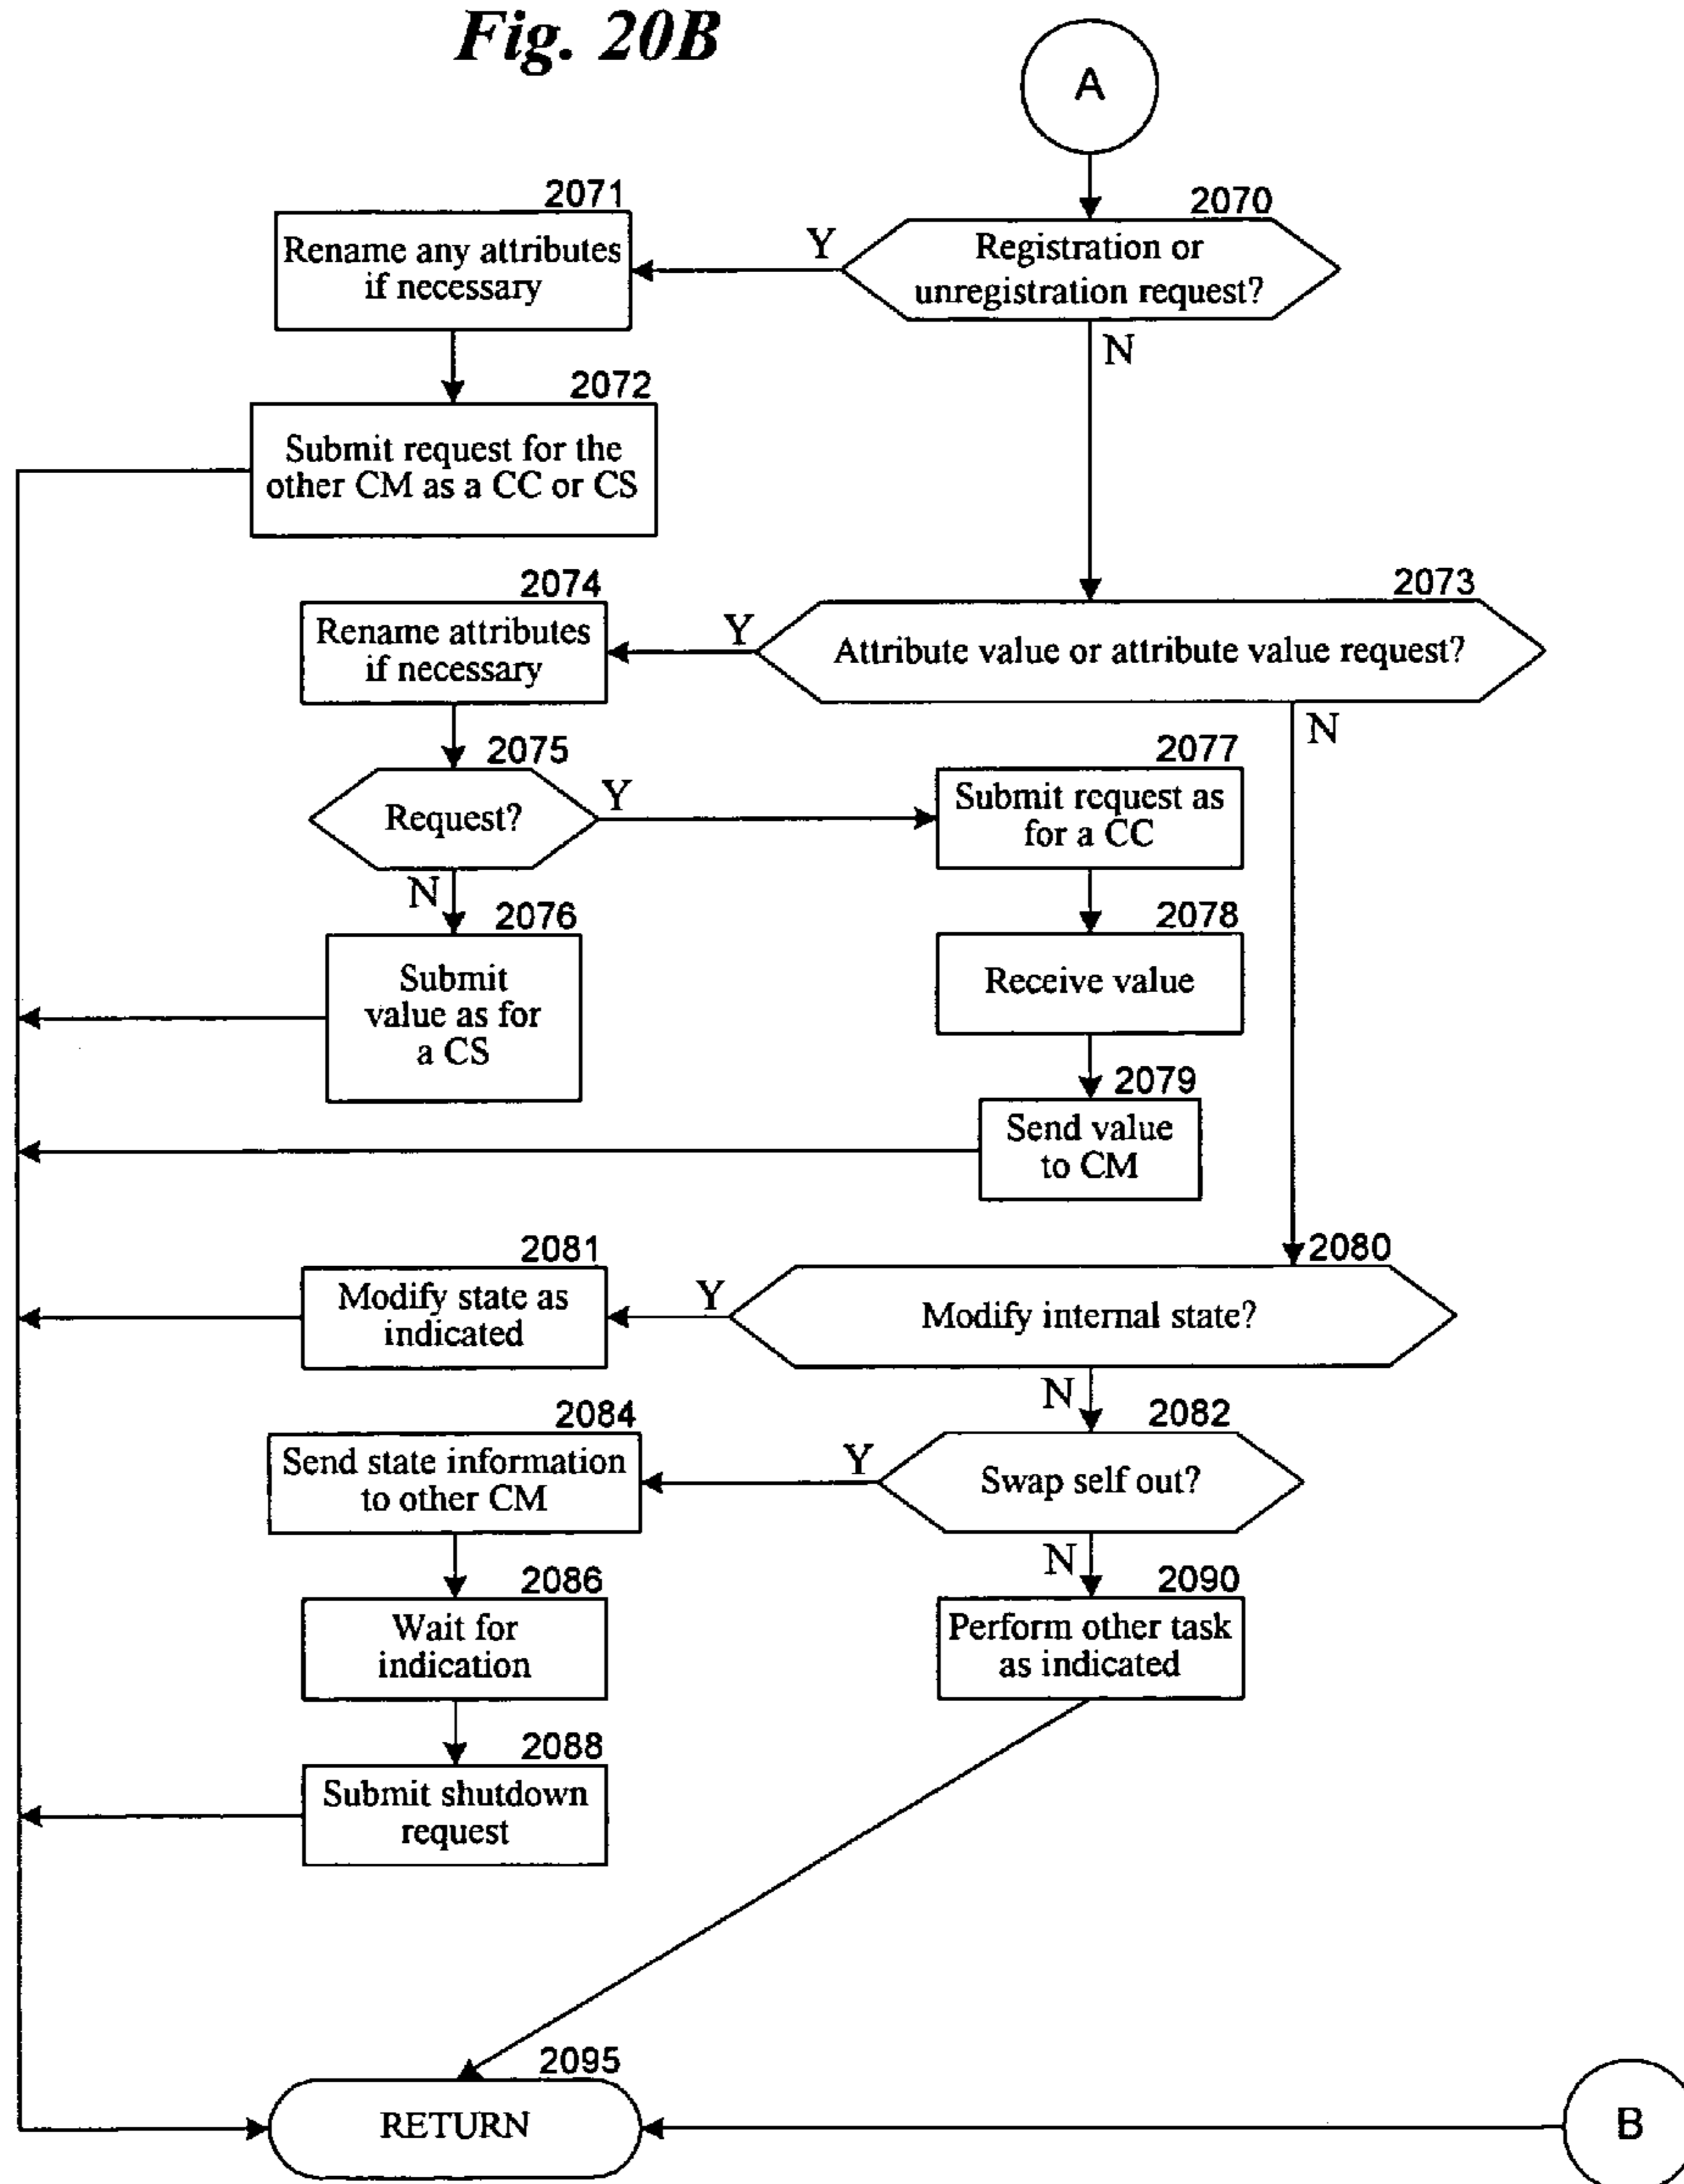 Fig. 20B
A
2070
Registration or
unregistration request?
Y
N
2071
Rename any attributes
if necessary
2072
Submit request for the
other CM as a CC or CS
2073
Attribute value or attribute value request?
Y
N
2074
Rename attributes
if necessary
2075
Request?
Y
N
2076
Submit
value as for
a CS
2077
Submit request as
for a CC
2078
Receive value
2079
Send value
to CM
2080
Modify internal state?
Y
N
2081
Modify state as
indicated
2082
Swap self out?
Y
N
2084
Send state information
to other CM
2086
Wait for
indication
2088
Submit shutdown
request
2090
Perform other task
as indicated
2095
RETURN
B